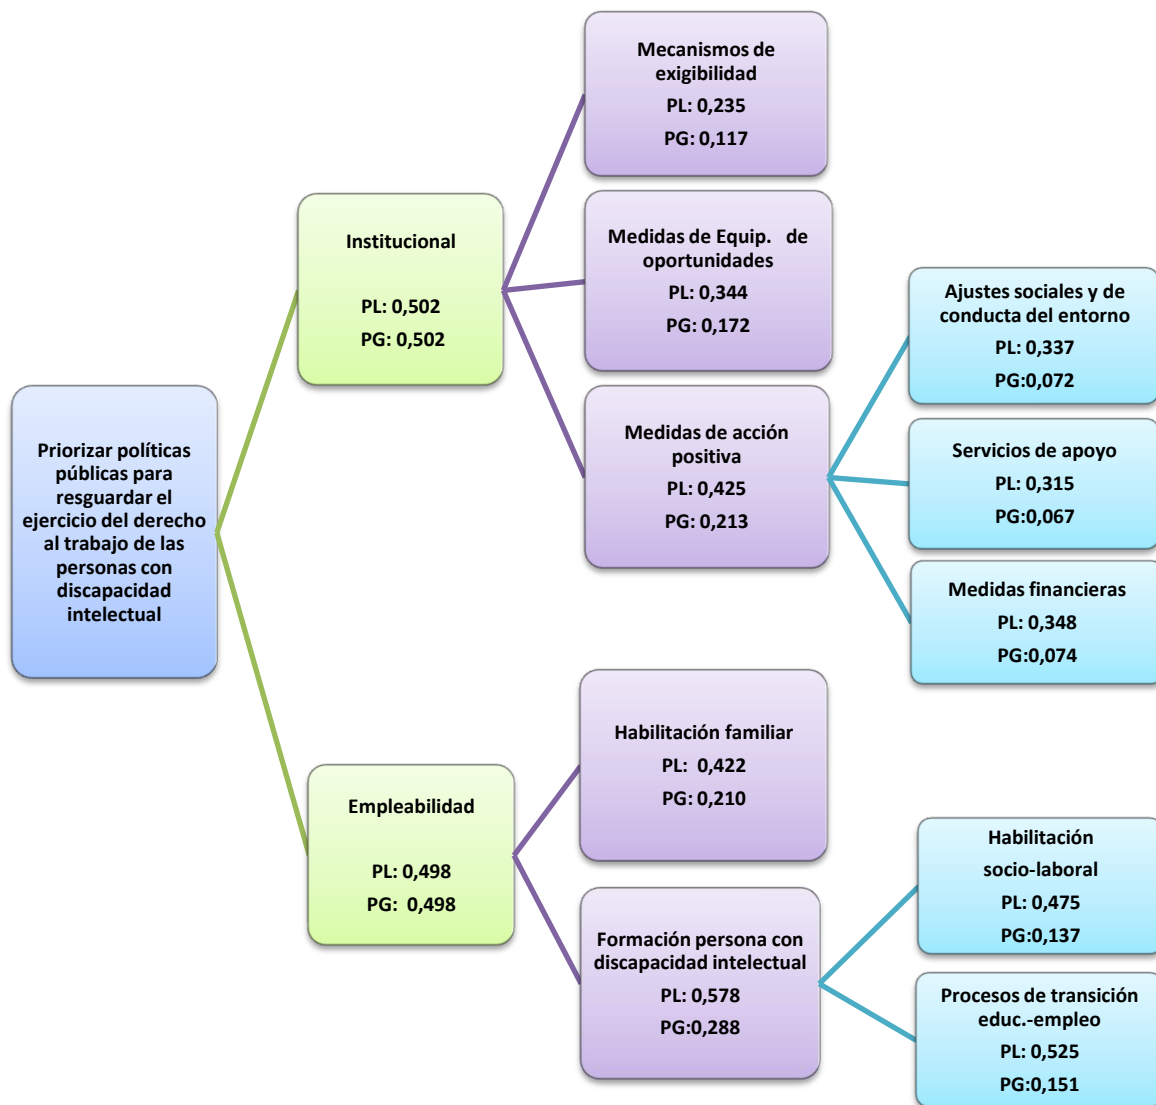 Priorizar políticas
públicas para
resguardar el
ejercicio del derecho
al trabajo de las
personas con
discapacidad
intelectual
Institucional
PL: 0,502
PG: 0,502
Mecanismos de
exigibilidad
PL: 0,235
PG: 0,117
Medidas de Equip. de
oportunidades
PL: 0,344
PG: 0,172
Medidas de acción
positiva
PL: 0,425
PG: 0,213
Ajustes sociales y de
conducta del entorno
PL: 0,337
PG:0,072
Servicios de apoyo
PL: 0,315
PG:0,067
Medidas financieras
PL: 0,348
PG:0,074
Empleabilidad
PL: 0,498
PG: 0,498
Habilitación familiar
PL: 0,422
PG: 0,210
Formación persona con
discapacidad intelectual
PL: 0,578
PG:0,288
Habilitación
socio-laboral
PL: 0,475
PG:0,137
Procesos de transición
educ.-empleo
PL: 0,525
PG:0,151